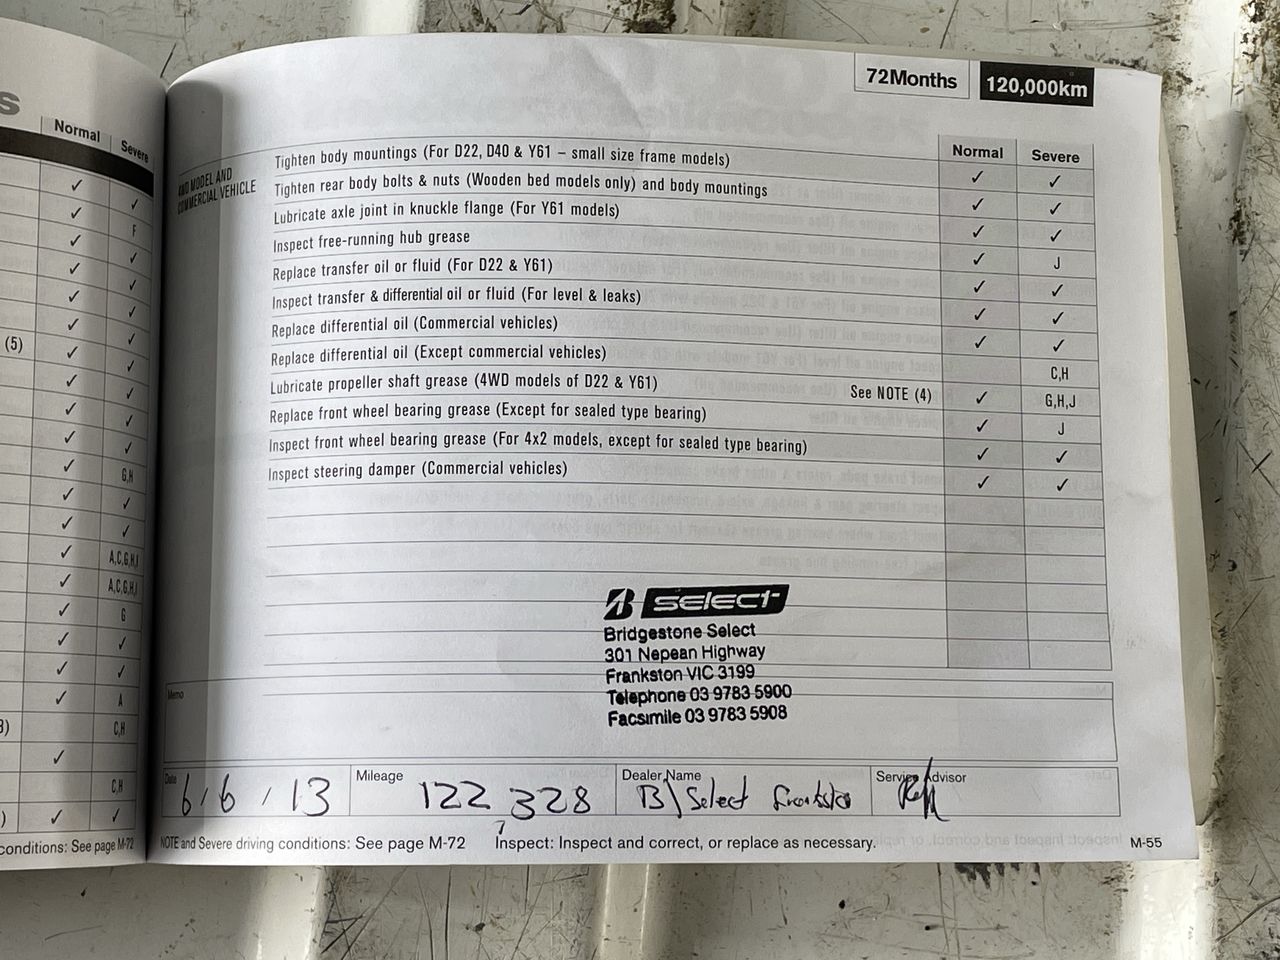 s
Normal Severe
✓ ✓
✓ F
✓ ✓
✓ ✓
✓ ✓
✓ ✓
(5) ✓ ✓
✓ ✓
✓ ✓
✓ ✓
✓ G,H
✓ ✓
✓ ✓
✓ A,C,G,H,I
✓ A,C,G,H,I
✓ G
✓ ✓
✓ ✓
✓ A
3) C,H
✓
C,H
) ✓ ✓
conditions: See page M-72
72Months 120,000km
Normal Severe
4WD MODEL AND
COMMERCIAL VEHICLE
Tighten body mountings (For D22, D40 & Y61 – small size frame models) ✓ ✓
Tighten rear body bolts & nuts (Wooden bed models only) and body mountings ✓ ✓
Lubricate axle joint in knuckle flange (For Y61 models) ✓ ✓
Inspect free-running hub grease ✓ J
Replace transfer oil or fluid (For D22 & Y61) ✓ ✓
Inspect transfer & differential oil or fluid (For level & leaks) ✓ ✓
Replace differential oil (Commercial vehicles) ✓ ✓
Replace differential oil (Except commercial vehicles) C,H
Lubricate propeller shaft grease (4WD models of D22 & Y61) See NOTE (4) ✓ G,H,J
Replace front wheel bearing grease (Except for sealed type bearing) ✓ J
Inspect front wheel bearing grease (For 4x2 models, except for sealed type bearing) ✓ ✓
Inspect steering damper (Commercial vehicles) ✓ ✓
B select
Bridgestone Select
301 Nepean Highway
Frankston VIC 3199
Telephone 03 9783 5900
Facsimile 03 9783 5908
Memo
Date 6/6/13 Mileage 122,328 Dealer Name B\Select Frankston Service Advisor
NOTE and Severe driving conditions: See page M-72 Inspect: Inspect and correct, or replace as necessary. M-55